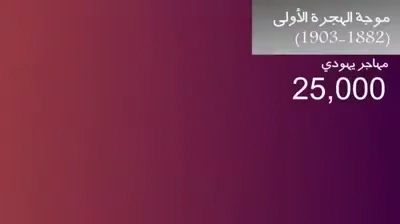 موجة الهجرة الأولى
(1903-1882)
مهاجر يهودي
25,000